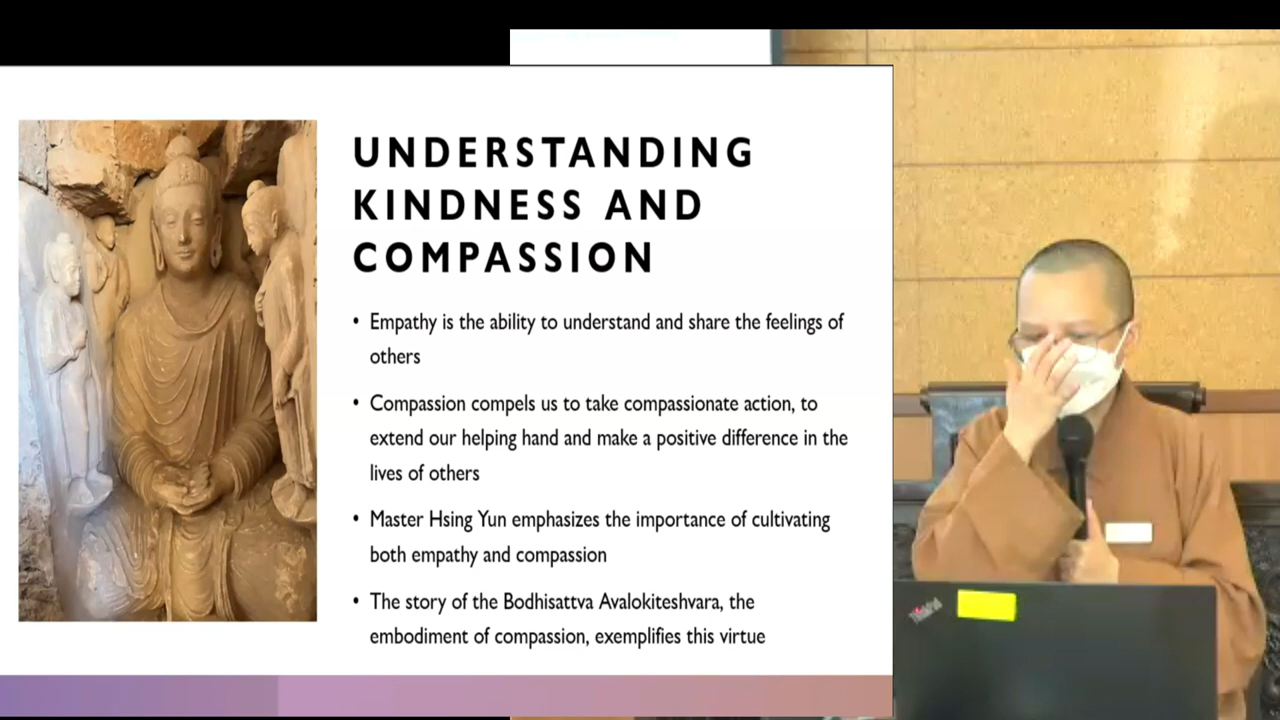 UNDERSTANDING
KINDNESS AND
COMPASSION
• Empathy is the ability to understand and share the feelings of
others
• Compassion compels us to take compassionate action, to
extend our helping hand and make a positive difference in the
lives of others
• Master Hsing Yun emphasizes the importance of cultivating
both empathy and compassion
• The story of the Bodhisattva Avalokiteshvara, the
embodiment of compassion, exemplifies this virtue
ThinkPad